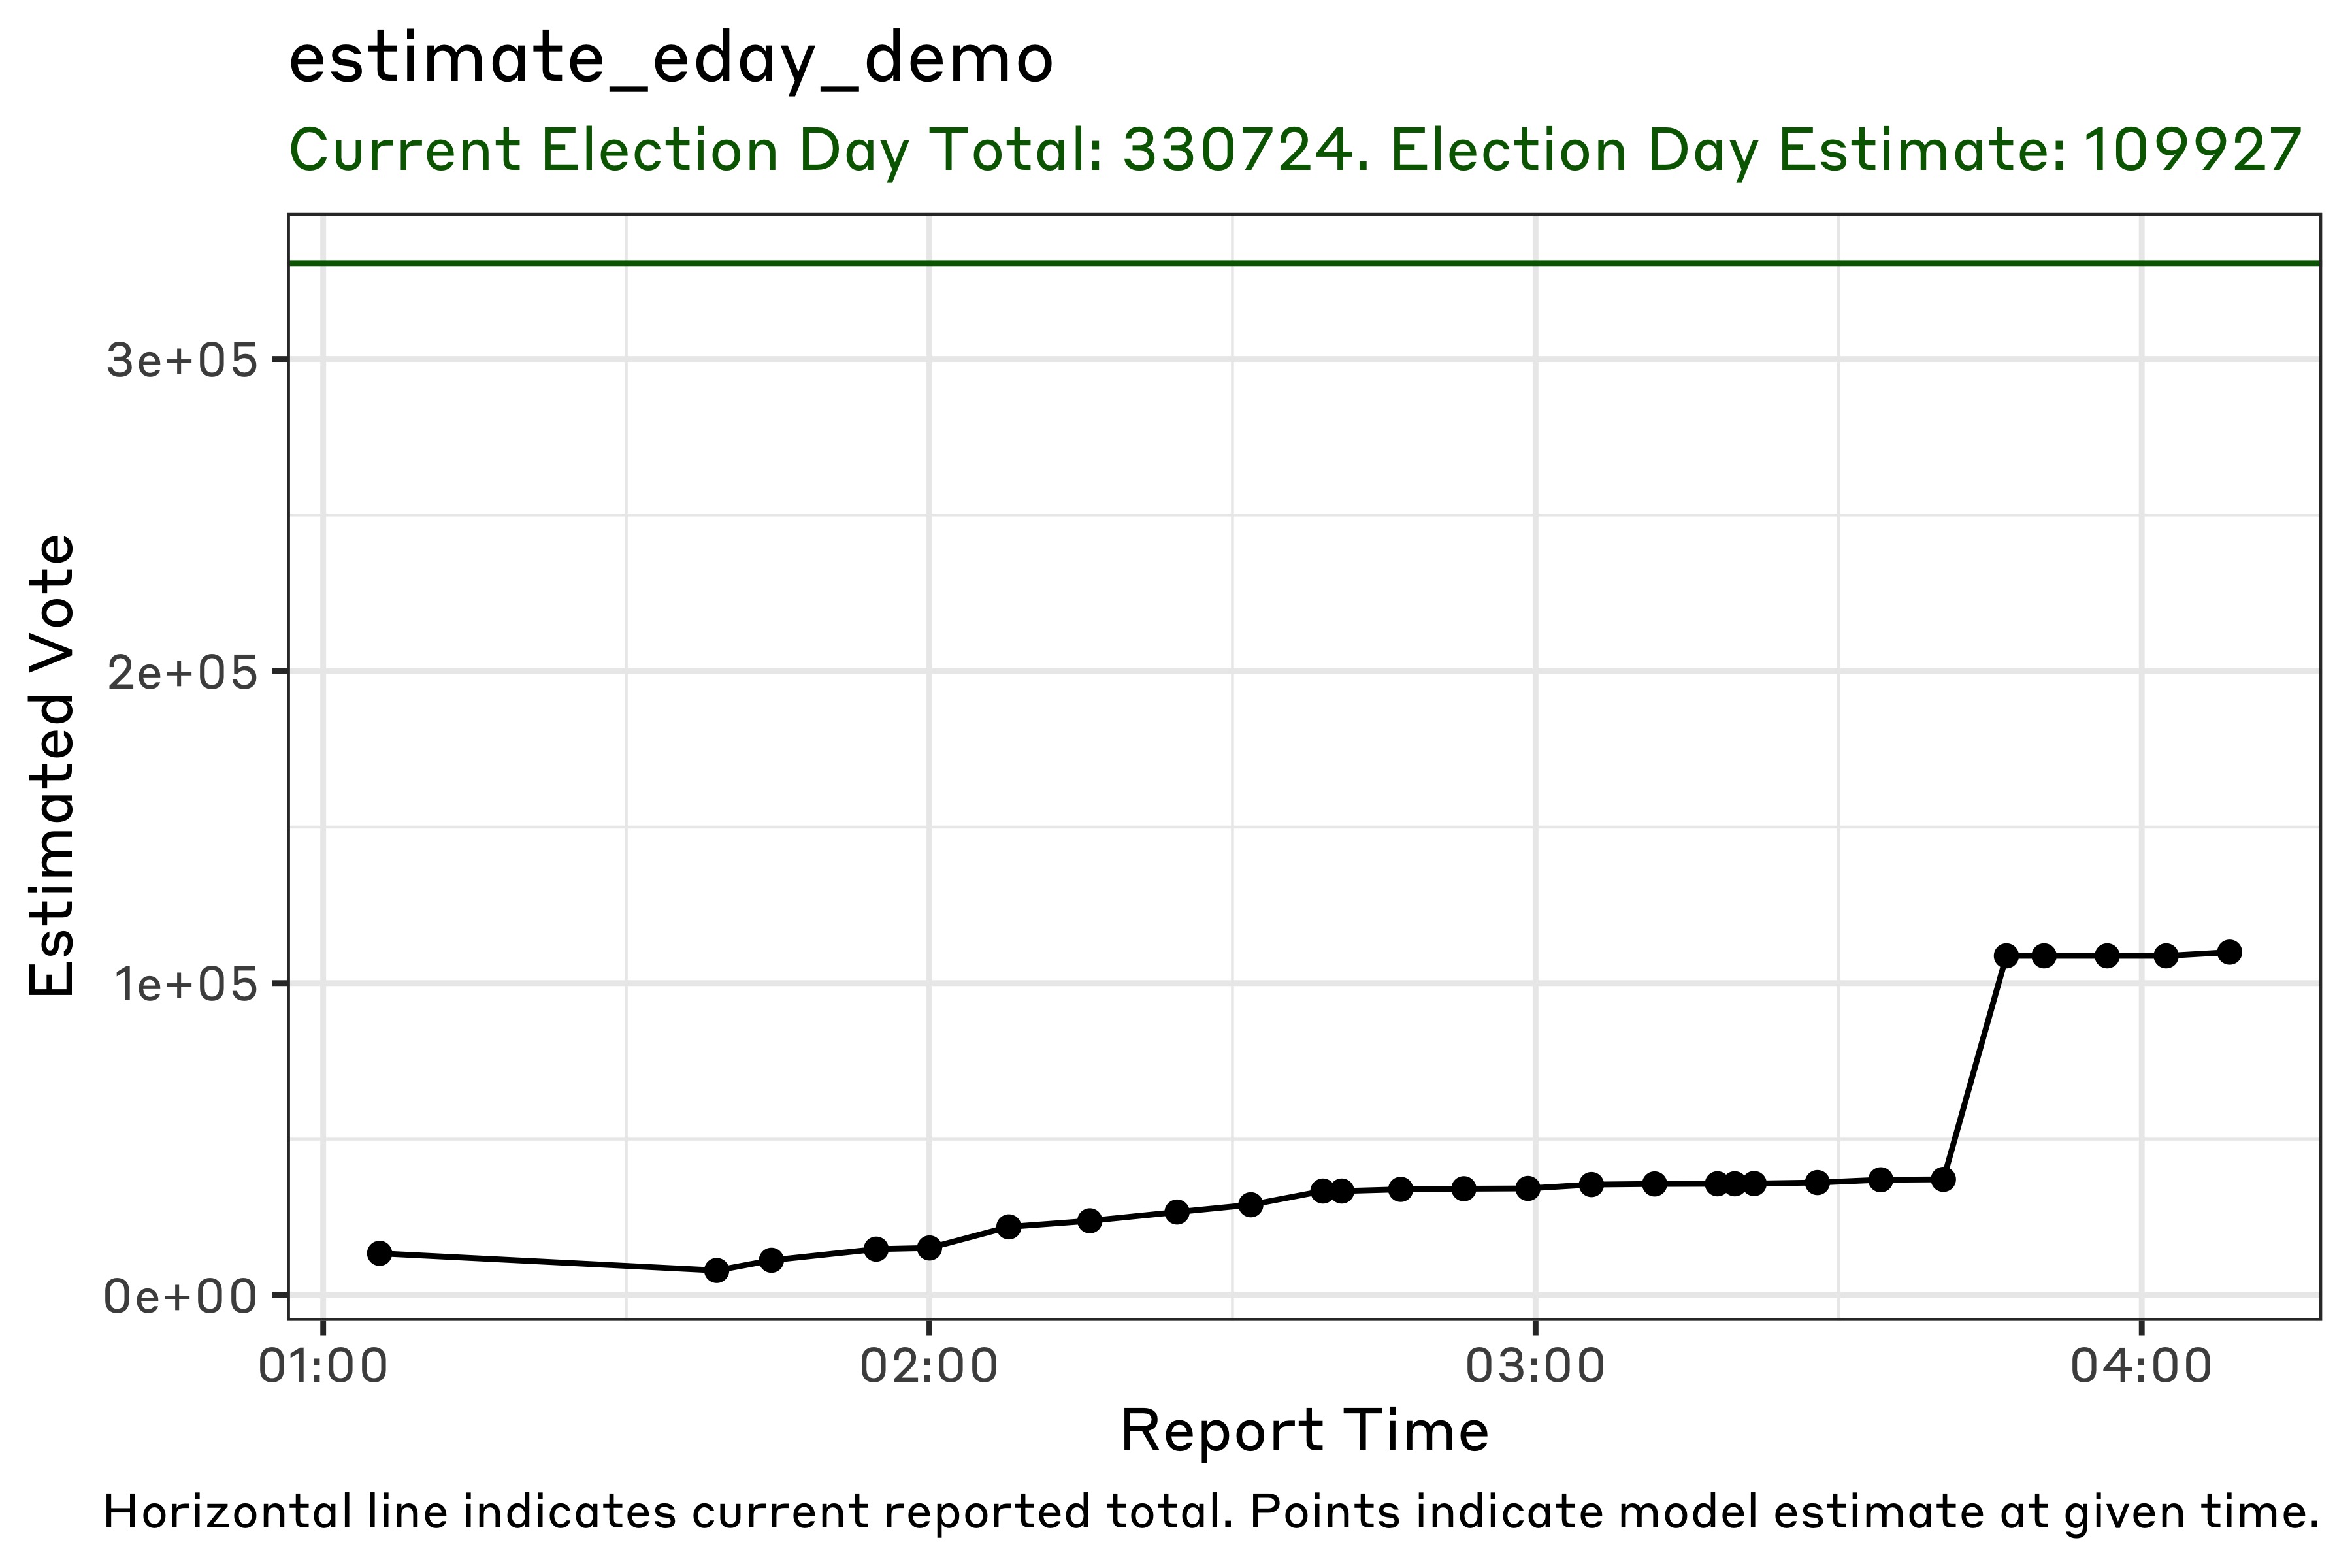 estimate_eday_demo
Current Election Day Total: 330724. Election Day Estimate: 109927
Estimated Vote
3e+05
2e+05
1e+05
0e+00
01:00 02:00 03:00 04:00
Report Time
Horizontal line indicates current reported total. Points indicate model estimate at given time.